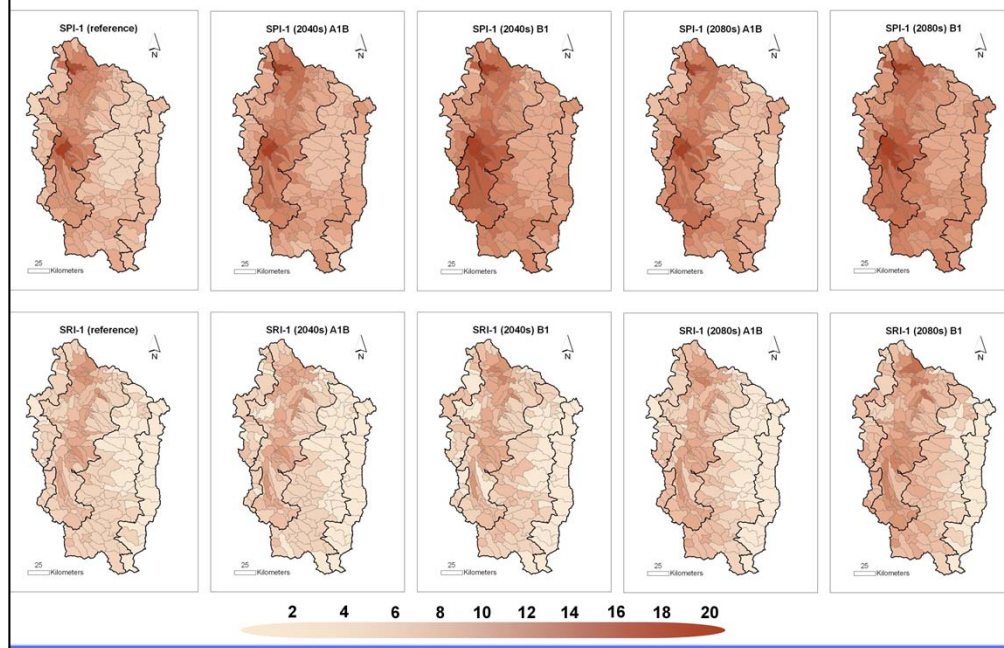 SPI-1 (reference)
SPI-1 (2040s) A1B
SPI-1 (2040s) B1
SPI-1 (2080s) A1B
SPI-1 (2080s) B1
N
N
N
N
N
25
Kilometers
25
Kilometers
25
Kilometers
25
Kilometers
25
Kilometers
SRI-1 (reference)
SRI-1 (2040s) A1B
SRI-1 (2040s) B1
SRI-1 (2080s) A1B
SRI-1 (2080s) B1
N
N
N
N
N
25
Kilometers
25
Kilometers
25
Kilometers
25
Kilometers
25
Kilometers
2 4 6 8 10 12 14 16 18 20